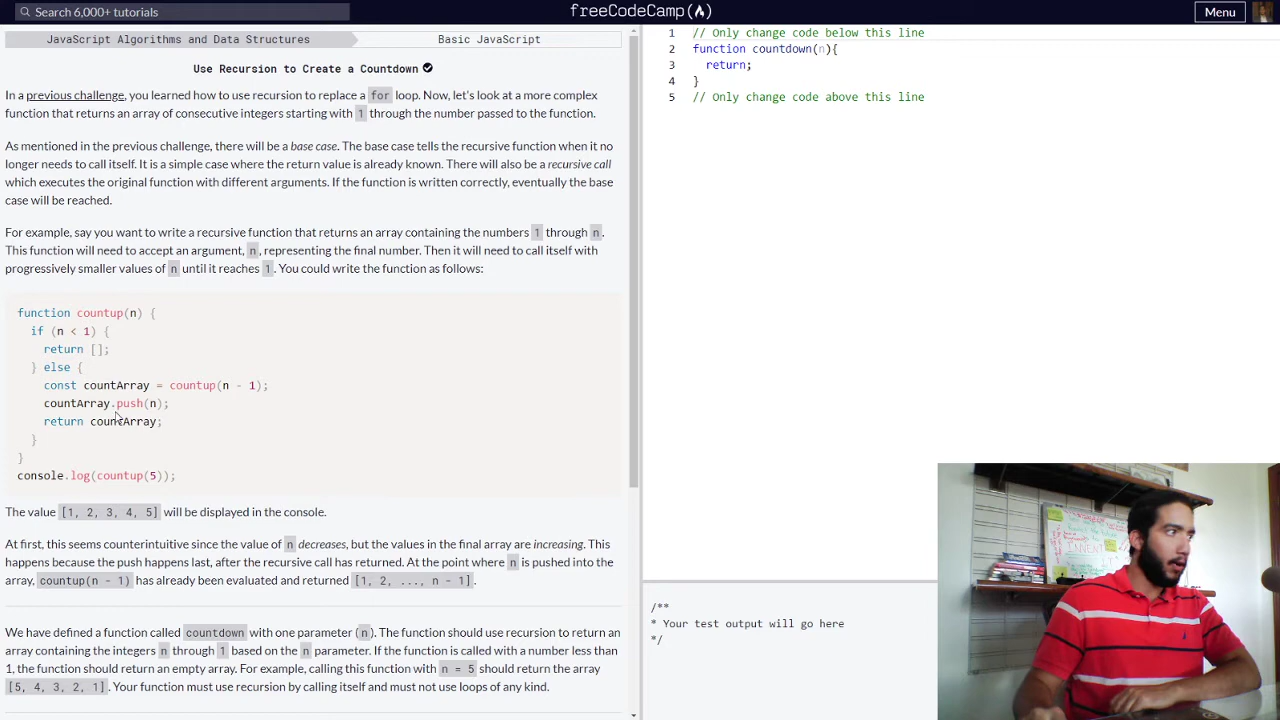 Search 6,000+ tutorials
freeCodeCamp
Menu
JavaScript Algorithms and Data Structures
Basic JavaScript
Use Recursion to Create a Countdown
In a previous challenge, you learned how to use recursion to replace a for loop. Now, let's look at a more complex
function that returns an array of consecutive integers starting with 1 through the number passed to the function.
As mentioned in the previous challenge, there will be a base case. The base case tells the recursive function when it no
longer needs to call itself. It is a simple case where the return value is already known. There will also be a recursive call
which executes the original function with different arguments. If the function is written correctly, eventually the base
case will be reached.
For example, say you want to write a recursive function that returns an array containing the numbers 1 through n.
This function will need to accept an argument, n, representing the final number. Then it will need to call itself with
progressively smaller values of n until it reaches 1. You could write the function as follows:
function countup(n) {
if (n < 1) {
return [];
} else {
const countArray = countup(n - 1);
countArray.push(n);
return countArray;
}
}
console.log(countup(5));
The value [1, 2, 3, 4, 5] will be displayed in the console.
At first, this seems counterintuitive since the value of n decreases, but the values in the final array are increasing. This
happens because the push happens last, after the recursive call has returned. At the point where n is pushed into the
array, countup(n - 1) has already been evaluated and returned [1, 2, ..., n - 1].
We have defined a function called countdown with one parameter (n). The function should use recursion to return an
array containing the integers n through 1 based on the n parameter. If the function is called with a number less than
1, the function should return an empty array. For example, calling this function with n = 5 should return the array
[5, 4, 3, 2, 1]. Your function must use recursion by calling itself and must not use loops of any kind.
1 // Only change code below this line
2 function countdown(n){
3 return;
4 }
5 // Only change code above this line
/**
* Your test output will go here
*/
INVENT